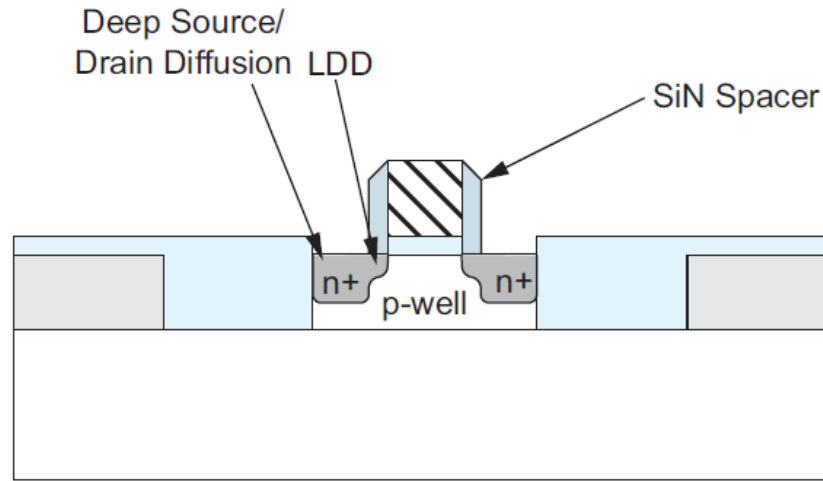 Deep Source/
Drain Diffusion LDD
SiN Spacer
n+
n+
p-well